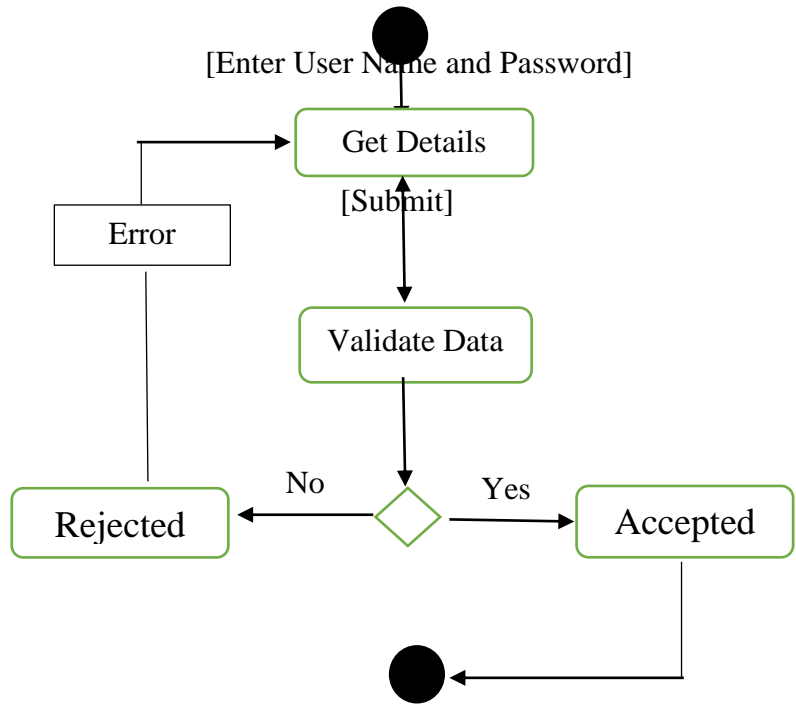 [Enter User Name and Password]
Get Details
[Submit]
Error
Validate Data
No
Yes
Rejected
Accepted